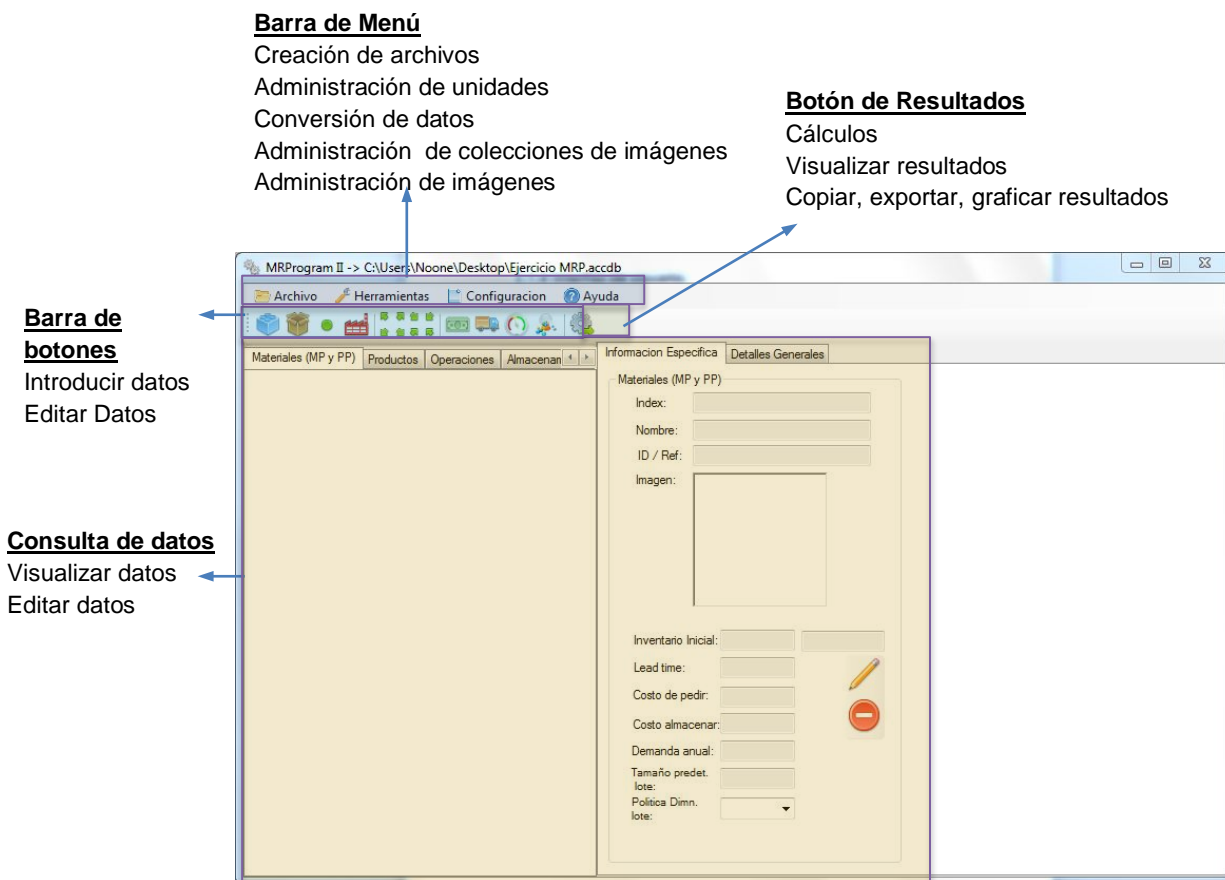 Barra de Menú
Creación de archivos
Administración de unidades
Conversión de datos
Administración  de colecciones de imágenes
Administración de imágenes
Botón de Resultados
Cálculos
Visualizar resultados
Copiar, exportar, graficar resultados
MRProgram II -> C:\Users\Noone\Desktop\Ejercicio MRP.accdb
Archivo Herramientas Configuracion Ayuda
Barra de
botones
Introducir datos
Editar Datos
Materiales (MP y PP) Productos Operaciones Almacenan
Informacion Especifica Detalles Generales
Materiales (MP y PP)
Index:
Nombre:
ID / Ref:
Imagen:
Consulta de datos
Visualizar datos
Editar datos
Inventario Inicial:
Lead time:
Costo de pedir:
Costo almacenar:
Demanda anual:
Tamaño predet.
lote:
Politica Dimn.
lote: